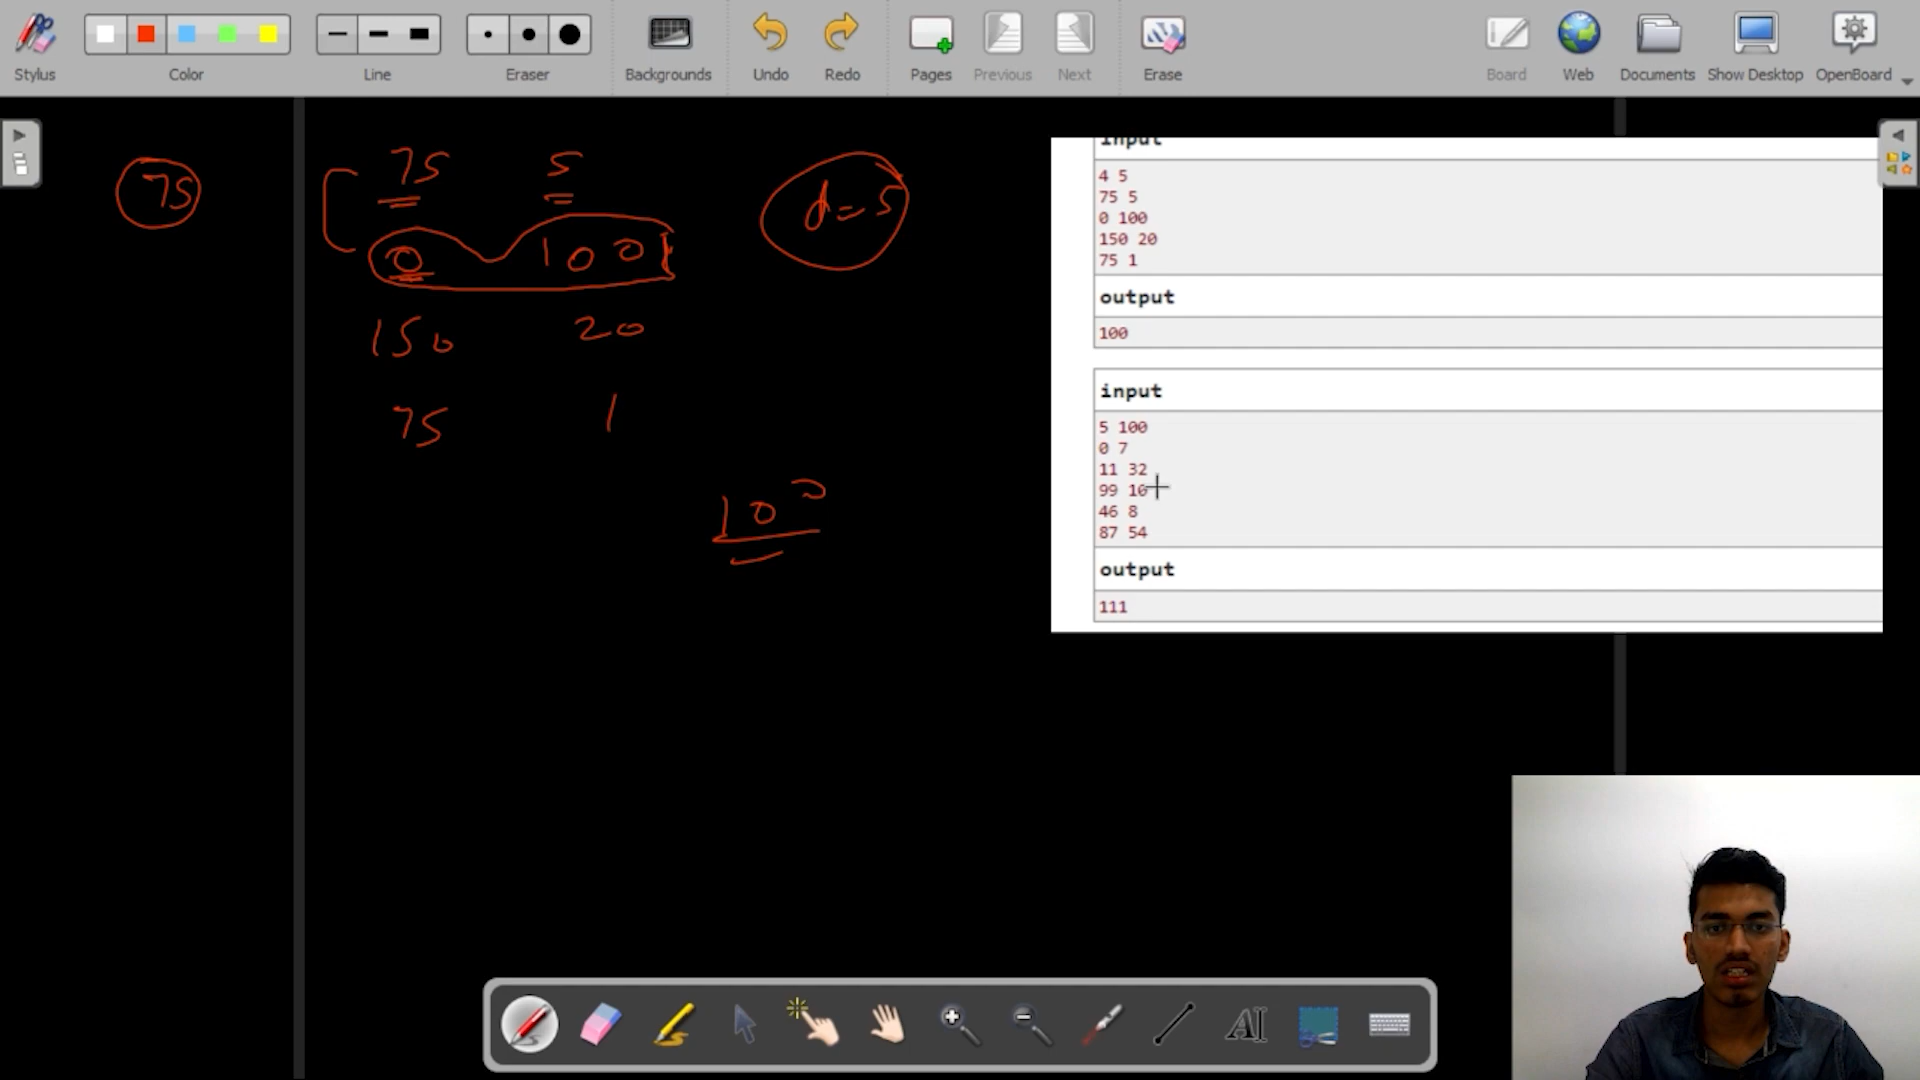 Stylus
Color
Line
Eraser
Backgrounds
Undo
Redo
Pages
Previous
Next
Erase
Board
Web
Documents
Show Desktop
OpenBoard
75
75 5
0 100
150 20
75 1
d=5
100
input
4 5
75 5
0 100
150 20
75 1
output
100
input
5 100
0 7
11 32
99 10
46 8
87 54
output
111
AI